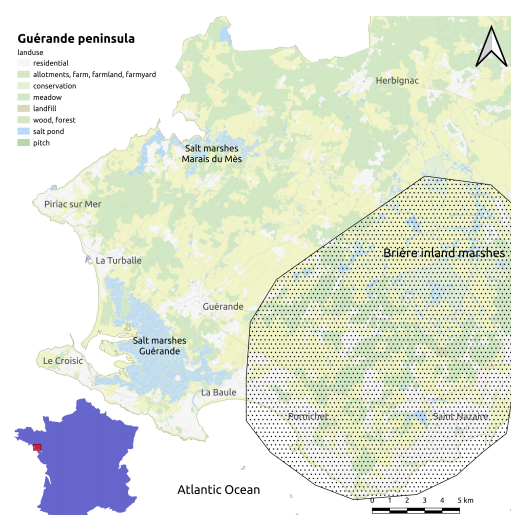 Guérande peninsula
landuse
residential
allotments, farm, farmland, farmyard
conservation
meadow
landfill
wood, forest
salt pond
pitch
Herbignac
Salt marshes
Marais du Mès
Piriac sur Mer
La Turballe
Brière inland marshes
Guérande
Salt marshes
Guérande
Le Croisic
La Baule
Pornichet
Saint Nazaire
Atlantic Ocean
0 1 2 3 4 5 km